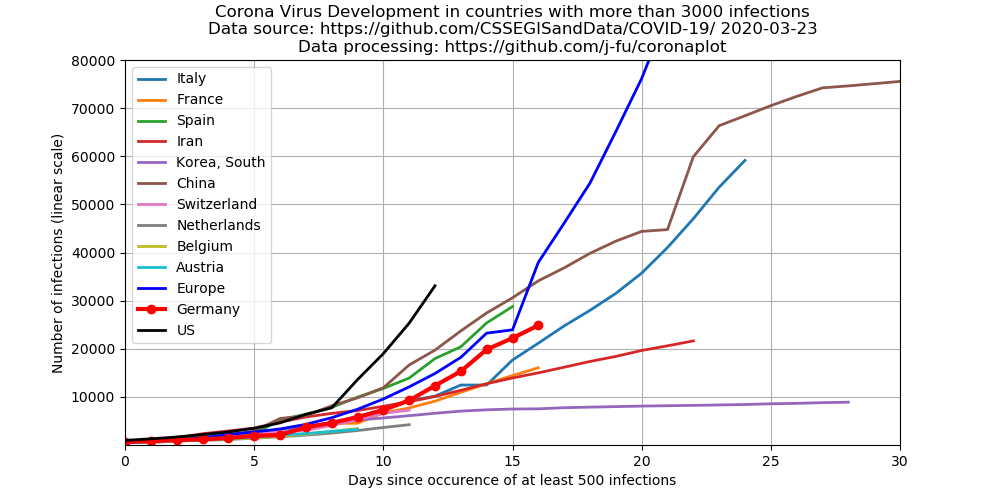 Corona Virus Development in countries with more than 3000 infections
Data source: https://github.com/CSSEGISandData/COVID-19/ 2020-03-23
Data processing: https://github.com/j-fu/coronaplot
Number of infections (linear scale)
80000
70000
60000
50000
40000
30000
20000
10000
Italy
France
Spain
Iran
Korea, South
China
Switzerland
Netherlands
Belgium
Austria
Europe
Germany
US
0 5 10 15 20 25 30
Days since occurence of at least 500 infections